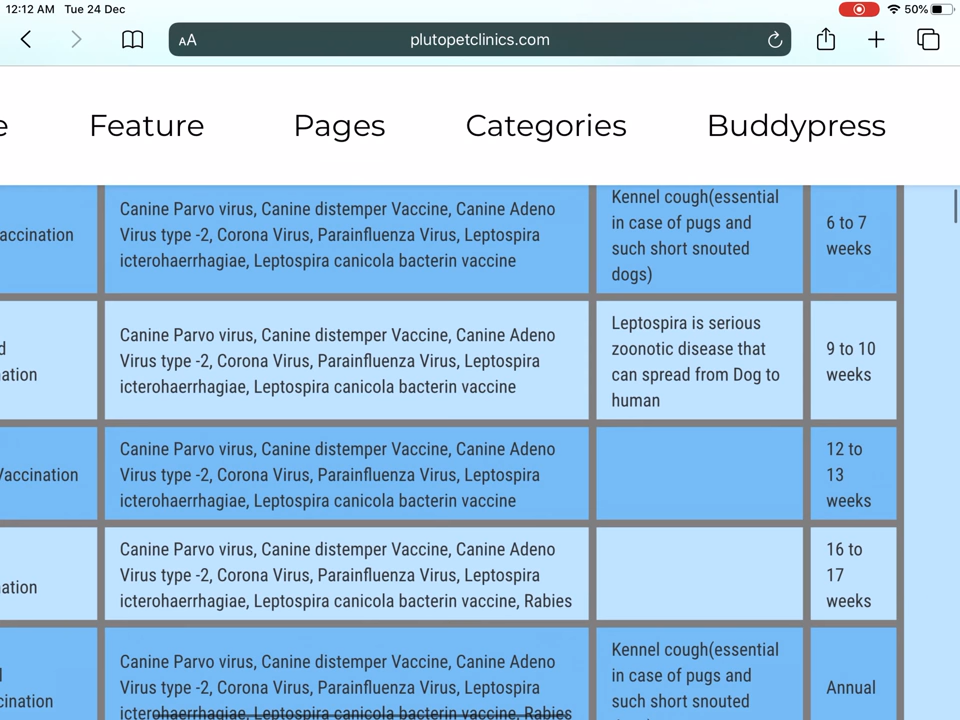 12:12 AM Tue 24 Dec
50%
AA
plutopetclinics.com
e Feature Pages Categories Buddypress
accination
Canine Parvo virus, Canine distemper Vaccine, Canine Adeno
Virus type -2, Corona Virus, Parainfluenza Virus, Leptospira
icterohaerrhagiae, Leptospira canicola bacterin vaccine
Kennel cough(essential
in case of pugs and
such short snouted
dogs)
6 to 7
weeks
d
ation
Canine Parvo virus, Canine distemper Vaccine, Canine Adeno
Virus type -2, Corona Virus, Parainfluenza Virus, Leptospira
icterohaerrhagiae, Leptospira canicola bacterin vaccine
Leptospira is serious
zoonotic disease that
can spread from Dog to
human
9 to 10
weeks
Vaccination
Canine Parvo virus, Canine distemper Vaccine, Canine Adeno
Virus type -2, Corona Virus, Parainfluenza Virus, Leptospira
icterohaerrhagiae, Leptospira canicola bacterin vaccine
12 to
13
weeks
ation
Canine Parvo virus, Canine distemper Vaccine, Canine Adeno
Virus type -2, Corona Virus, Parainfluenza Virus, Leptospira
icterohaerrhagiae, Leptospira canicola bacterin vaccine, Rabies
16 to
17
weeks
cination
Canine Parvo virus, Canine distemper Vaccine, Canine Adeno
Virus type -2, Corona Virus, Parainfluenza Virus, Leptospira
icterohaerrhagiae, Leptospira canicola bacterin vaccine, Rabies
Kennel cough(essential
in case of pugs and
such short snouted
Annual